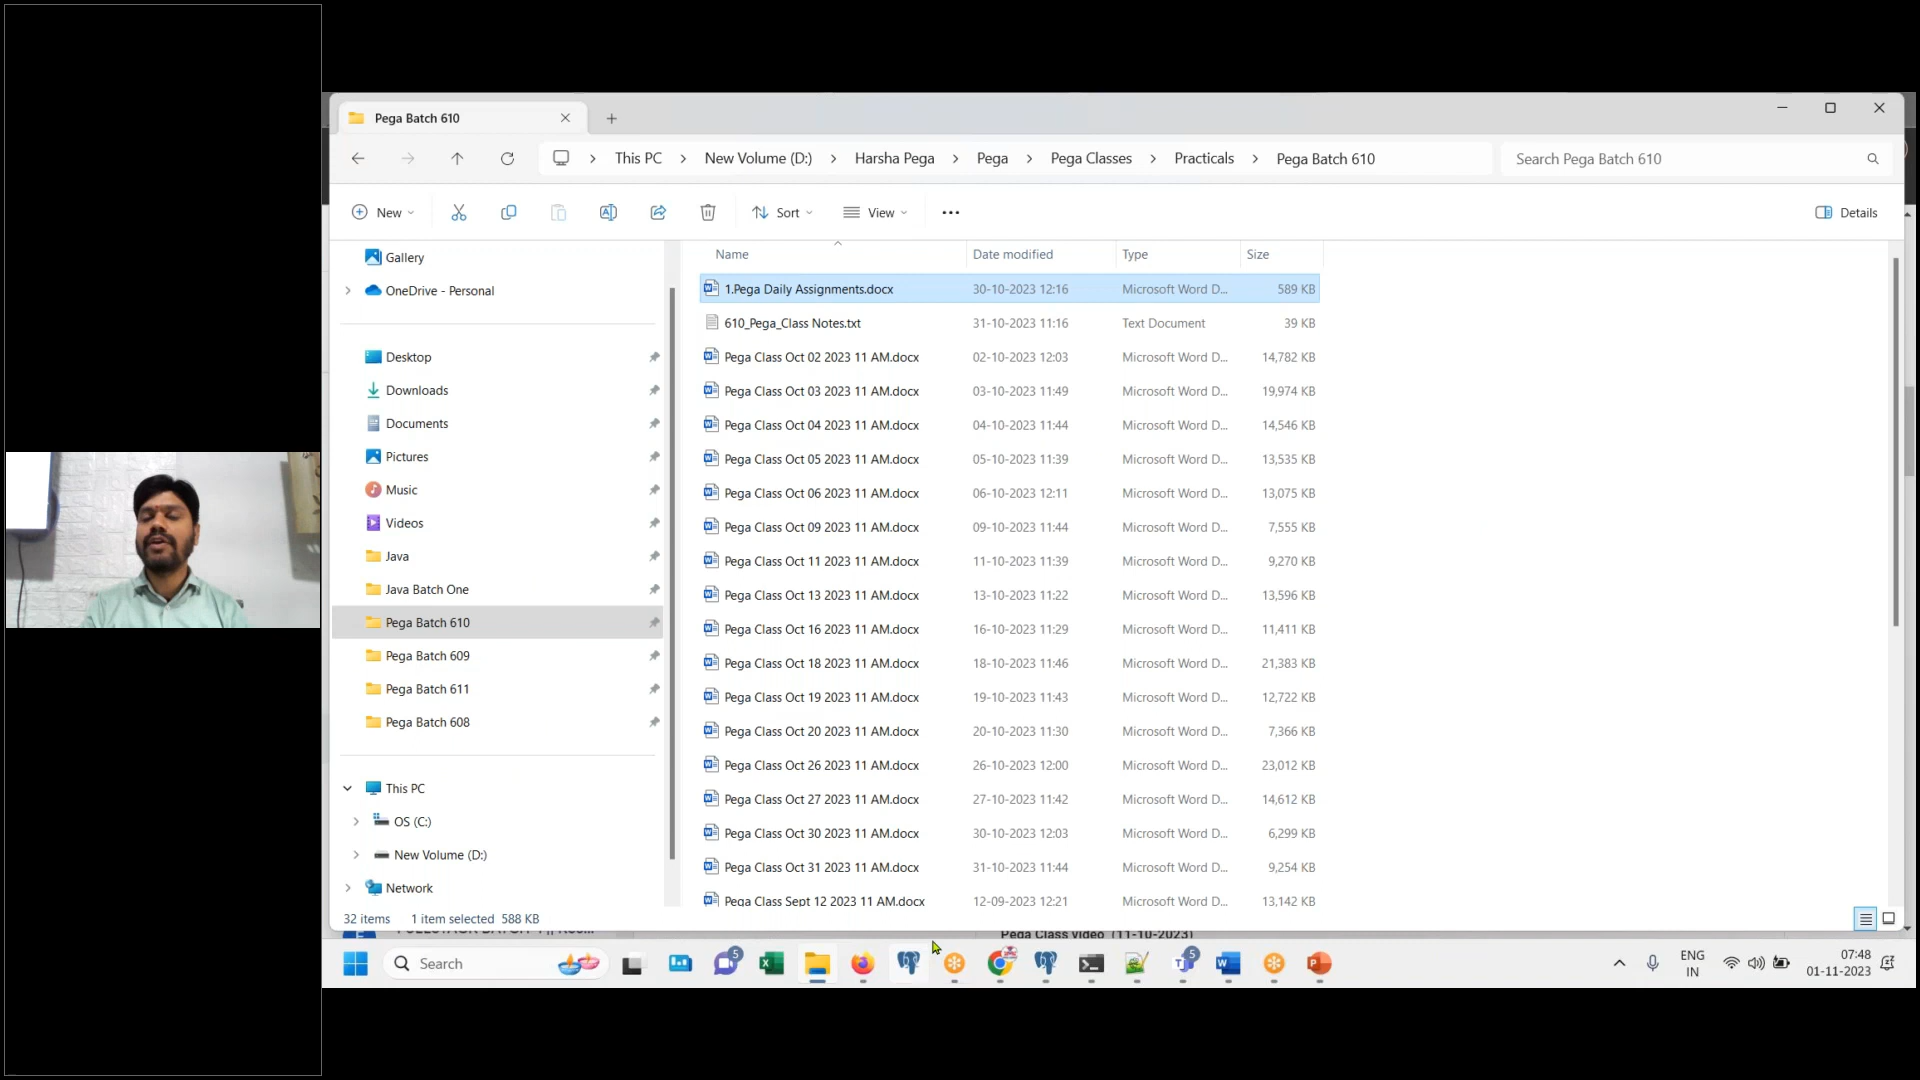 Pega Batch 610
This PC
New Volume (D:)
Harsha Pega
Pega
Pega Classes
Practicals
Pega Batch 610
Search Pega Batch 610
New
Sort
View
Details
Gallery
OneDrive - Personal
Desktop
Downloads
Documents
Pictures
Music
Videos
Java
Java Batch One
Pega Batch 610
Pega Batch 609
Pega Batch 611
Pega Batch 608
This PC
OS (C:)
New Volume (D:)
Network
Name Date modified Type Size
1.Pega Daily Assignments.docx 30-10-2023 12:16 Microsoft Word D... 589 KB
610_Pega_Class Notes.txt 31-10-2023 11:16 Text Document 39 KB
Pega Class Oct 02 2023 11 AM.docx 02-10-2023 12:03 Microsoft Word D... 14,782 KB
Pega Class Oct 03 2023 11 AM.docx 03-10-2023 11:49 Microsoft Word D... 19,974 KB
Pega Class Oct 04 2023 11 AM.docx 04-10-2023 11:44 Microsoft Word D... 14,546 KB
Pega Class Oct 05 2023 11 AM.docx 05-10-2023 11:39 Microsoft Word D... 13,535 KB
Pega Class Oct 06 2023 11 AM.docx 06-10-2023 12:11 Microsoft Word D... 13,075 KB
Pega Class Oct 09 2023 11 AM.docx 09-10-2023 11:44 Microsoft Word D... 7,555 KB
Pega Class Oct 11 2023 11 AM.docx 11-10-2023 11:39 Microsoft Word D... 9,270 KB
Pega Class Oct 13 2023 11 AM.docx 13-10-2023 11:22 Microsoft Word D... 13,596 KB
Pega Class Oct 16 2023 11 AM.docx 16-10-2023 11:29 Microsoft Word D... 11,411 KB
Pega Class Oct 18 2023 11 AM.docx 18-10-2023 11:46 Microsoft Word D... 21,383 KB
Pega Class Oct 19 2023 11 AM.docx 19-10-2023 11:43 Microsoft Word D... 12,722 KB
Pega Class Oct 20 2023 11 AM.docx 20-10-2023 11:30 Microsoft Word D... 7,366 KB
Pega Class Oct 26 2023 11 AM.docx 26-10-2023 12:00 Microsoft Word D... 23,012 KB
Pega Class Oct 27 2023 11 AM.docx 27-10-2023 11:42 Microsoft Word D... 14,612 KB
Pega Class Oct 30 2023 11 AM.docx 30-10-2023 12:03 Microsoft Word D... 6,299 KB
Pega Class Oct 31 2023 11 AM.docx 31-10-2023 11:44 Microsoft Word D... 9,254 KB
Pega Class Sept 12 2023 11 AM.docx 12-09-2023 12:21 Microsoft Word D... 13,142 KB
32 items 1 item selected 588 KB
Pega Class video (11-10-2023)
Search
5
5
ENG
IN
07:48
01-11-2023